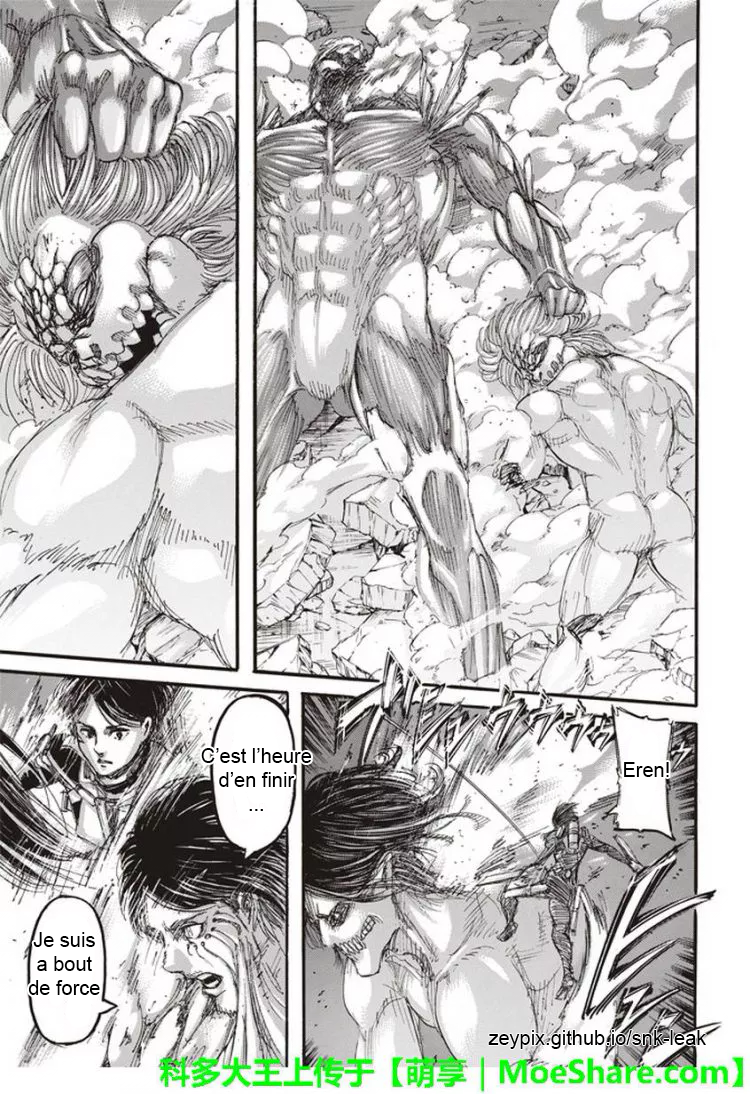 Eren!
C'est l'heure
d'en finir
...
Je suis
a bout
de force
zeypix.github.io/snk-leak
科多大王上传于【萌享｜MoeShare.com】